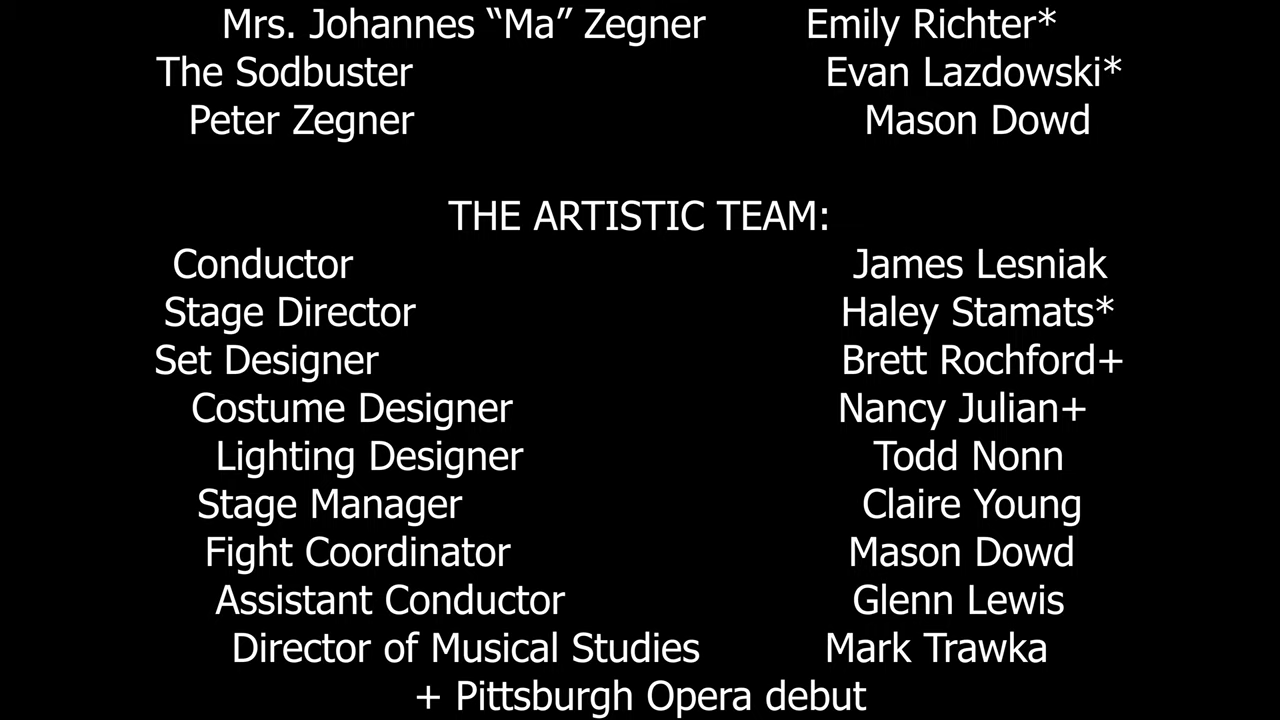 Mrs. Johannes “Ma” Zegner Emily Richter*
The Sodbuster Evan Lazdowski*
Peter Zegner Mason Dowd
THE ARTISTIC TEAM:
Conductor James Lesniak
Stage Director Haley Stamats*
Set Designer Brett Rochford+
Costume Designer Nancy Julian+
Lighting Designer Todd Nonn
Stage Manager Claire Young
Fight Coordinator Mason Dowd
Assistant Conductor Glenn Lewis
Director of Musical Studies Mark Trawka
+ Pittsburgh Opera debut